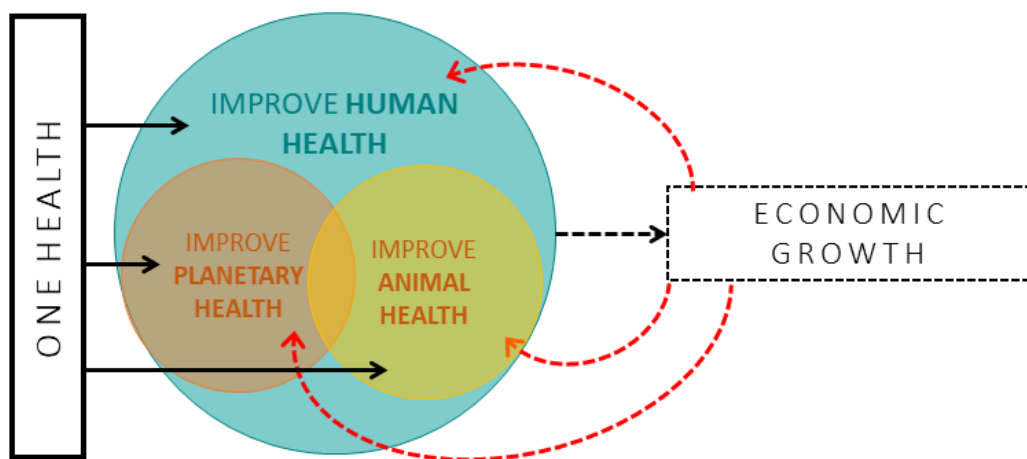 ONE HEALTH
IMPROVE HUMAN
HEALTH
IMPROVE
PLANETARY
HEALTH
IMPROVE
ANIMAL
HEALTH
ECONOMIC
GROWTH